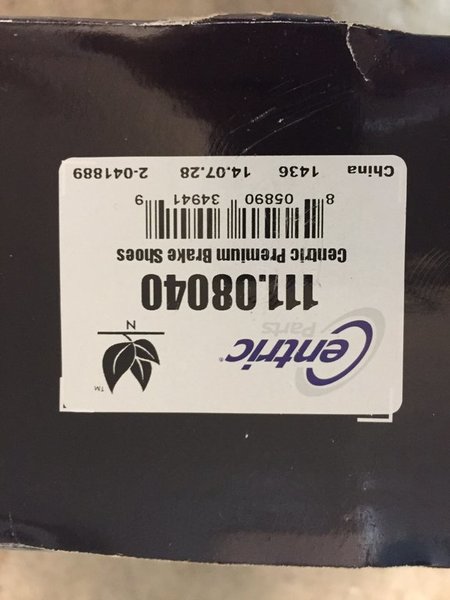 Centric®
Parts
N
TM
111.08040
Centric Premium Brake Shoes
8 05890 34941 9
China 1436 14.07.28 2-041889